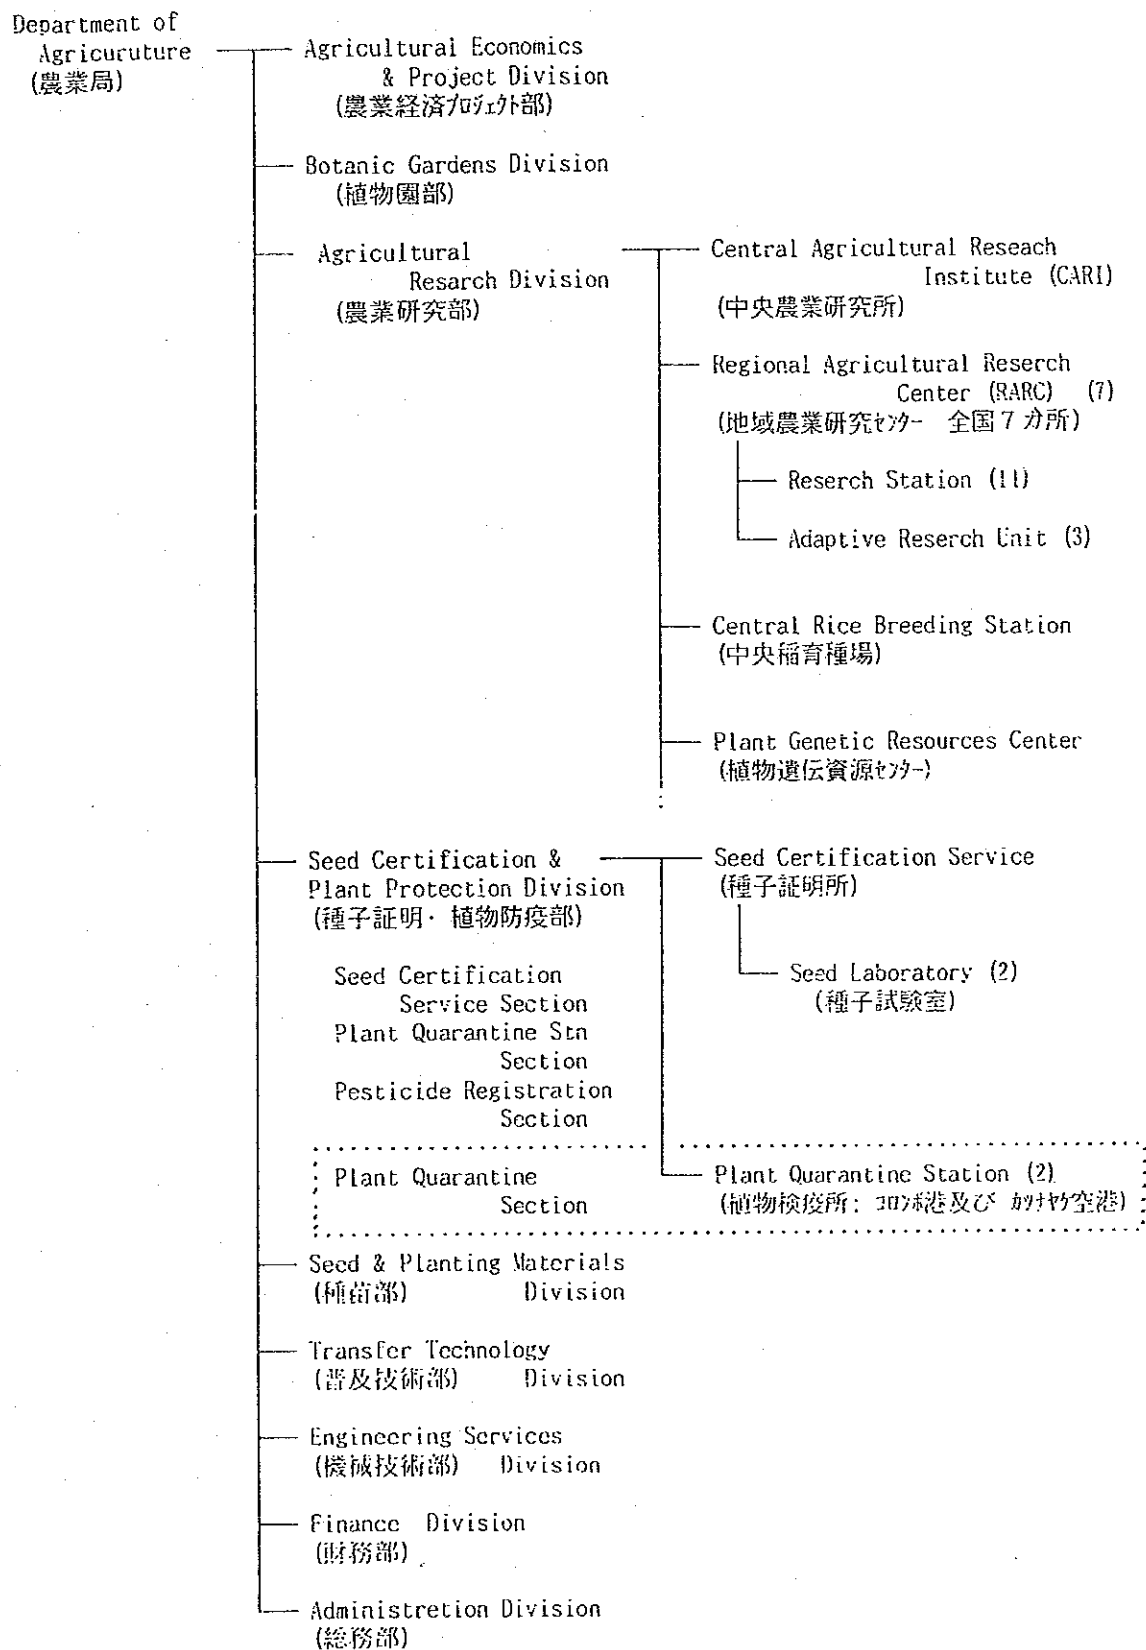 Department of
Agricuruture
(農業局)
Agricultural Economics
& Project Division
(農業経済ﾌﾟﾛｼﾞｪｸﾄ部)
Botanic Gardens Division
(植物園部)
Agricultural
Resarch Division
(農業研究部)
Central Agricultural Reseach
Institute (CARI)
(中央農業研究所)
Regional Agricultural Reserch
Center (RARC) (7)
(地域農業研究ｾﾝﾀｰ 全国7カ所)
Reserch Station (11)
Adaptive Reserch Unit (3)
Central Rice Breeding Station
(中央稲育種場)
Plant Genetic Resources Center
(植物遺伝資源ｾﾝﾀｰ)
Seed Certification &
Plant Protection Division
(種子証明・植物防疫部)
Seed Certification
Service Section
Plant Quarantine Stn
Section
Pesticide Registration
Section
Seed Certification Service
(種子証明所)
Seed Laboratory (2)
(種子試験室)
Plant Quarantine
Section
Plant Quarantine Station (2)
(植物検疫所: ｺﾛﾝﾎﾞ港及び ｶﾂﾅﾔｹ空港)
Seed & Planting Materials
(種苗部) Division
Transfer Technology
(普及技術部) Division
Engineering Services
(機械技術部) Division
Finance Division
(財務部)
Administretion Division
(総務部)